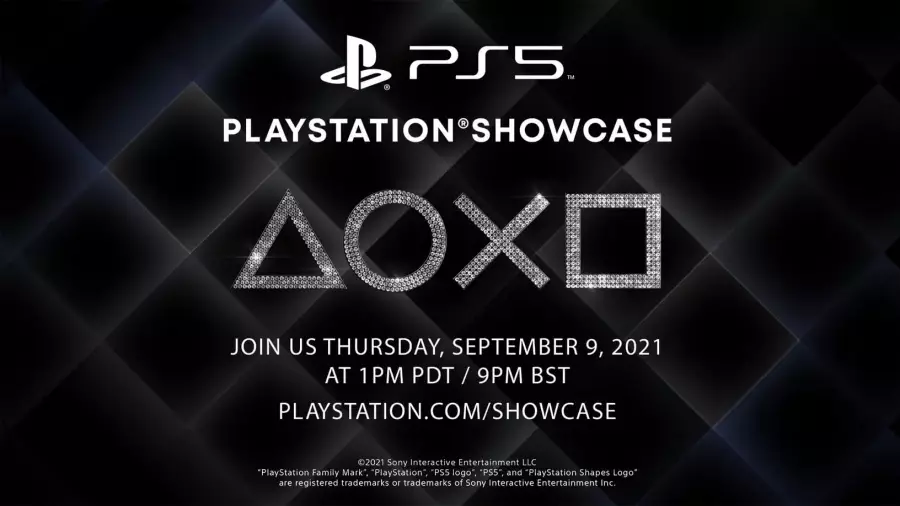 PS5™
PLAYSTATION®SHOWCASE
JOIN US THURSDAY, SEPTEMBER 9, 2021
AT 1PM PDT / 9PM BST
PLAYSTATION.COM/SHOWCASE
©2021 Sony Interactive Entertainment LLC
"PlayStation Family Mark", "PlayStation", "PS5 logo", "PS5", and "PlayStation Shapes Logo"
are registered trademarks or trademarks of Sony Interactive Entertainment Inc.